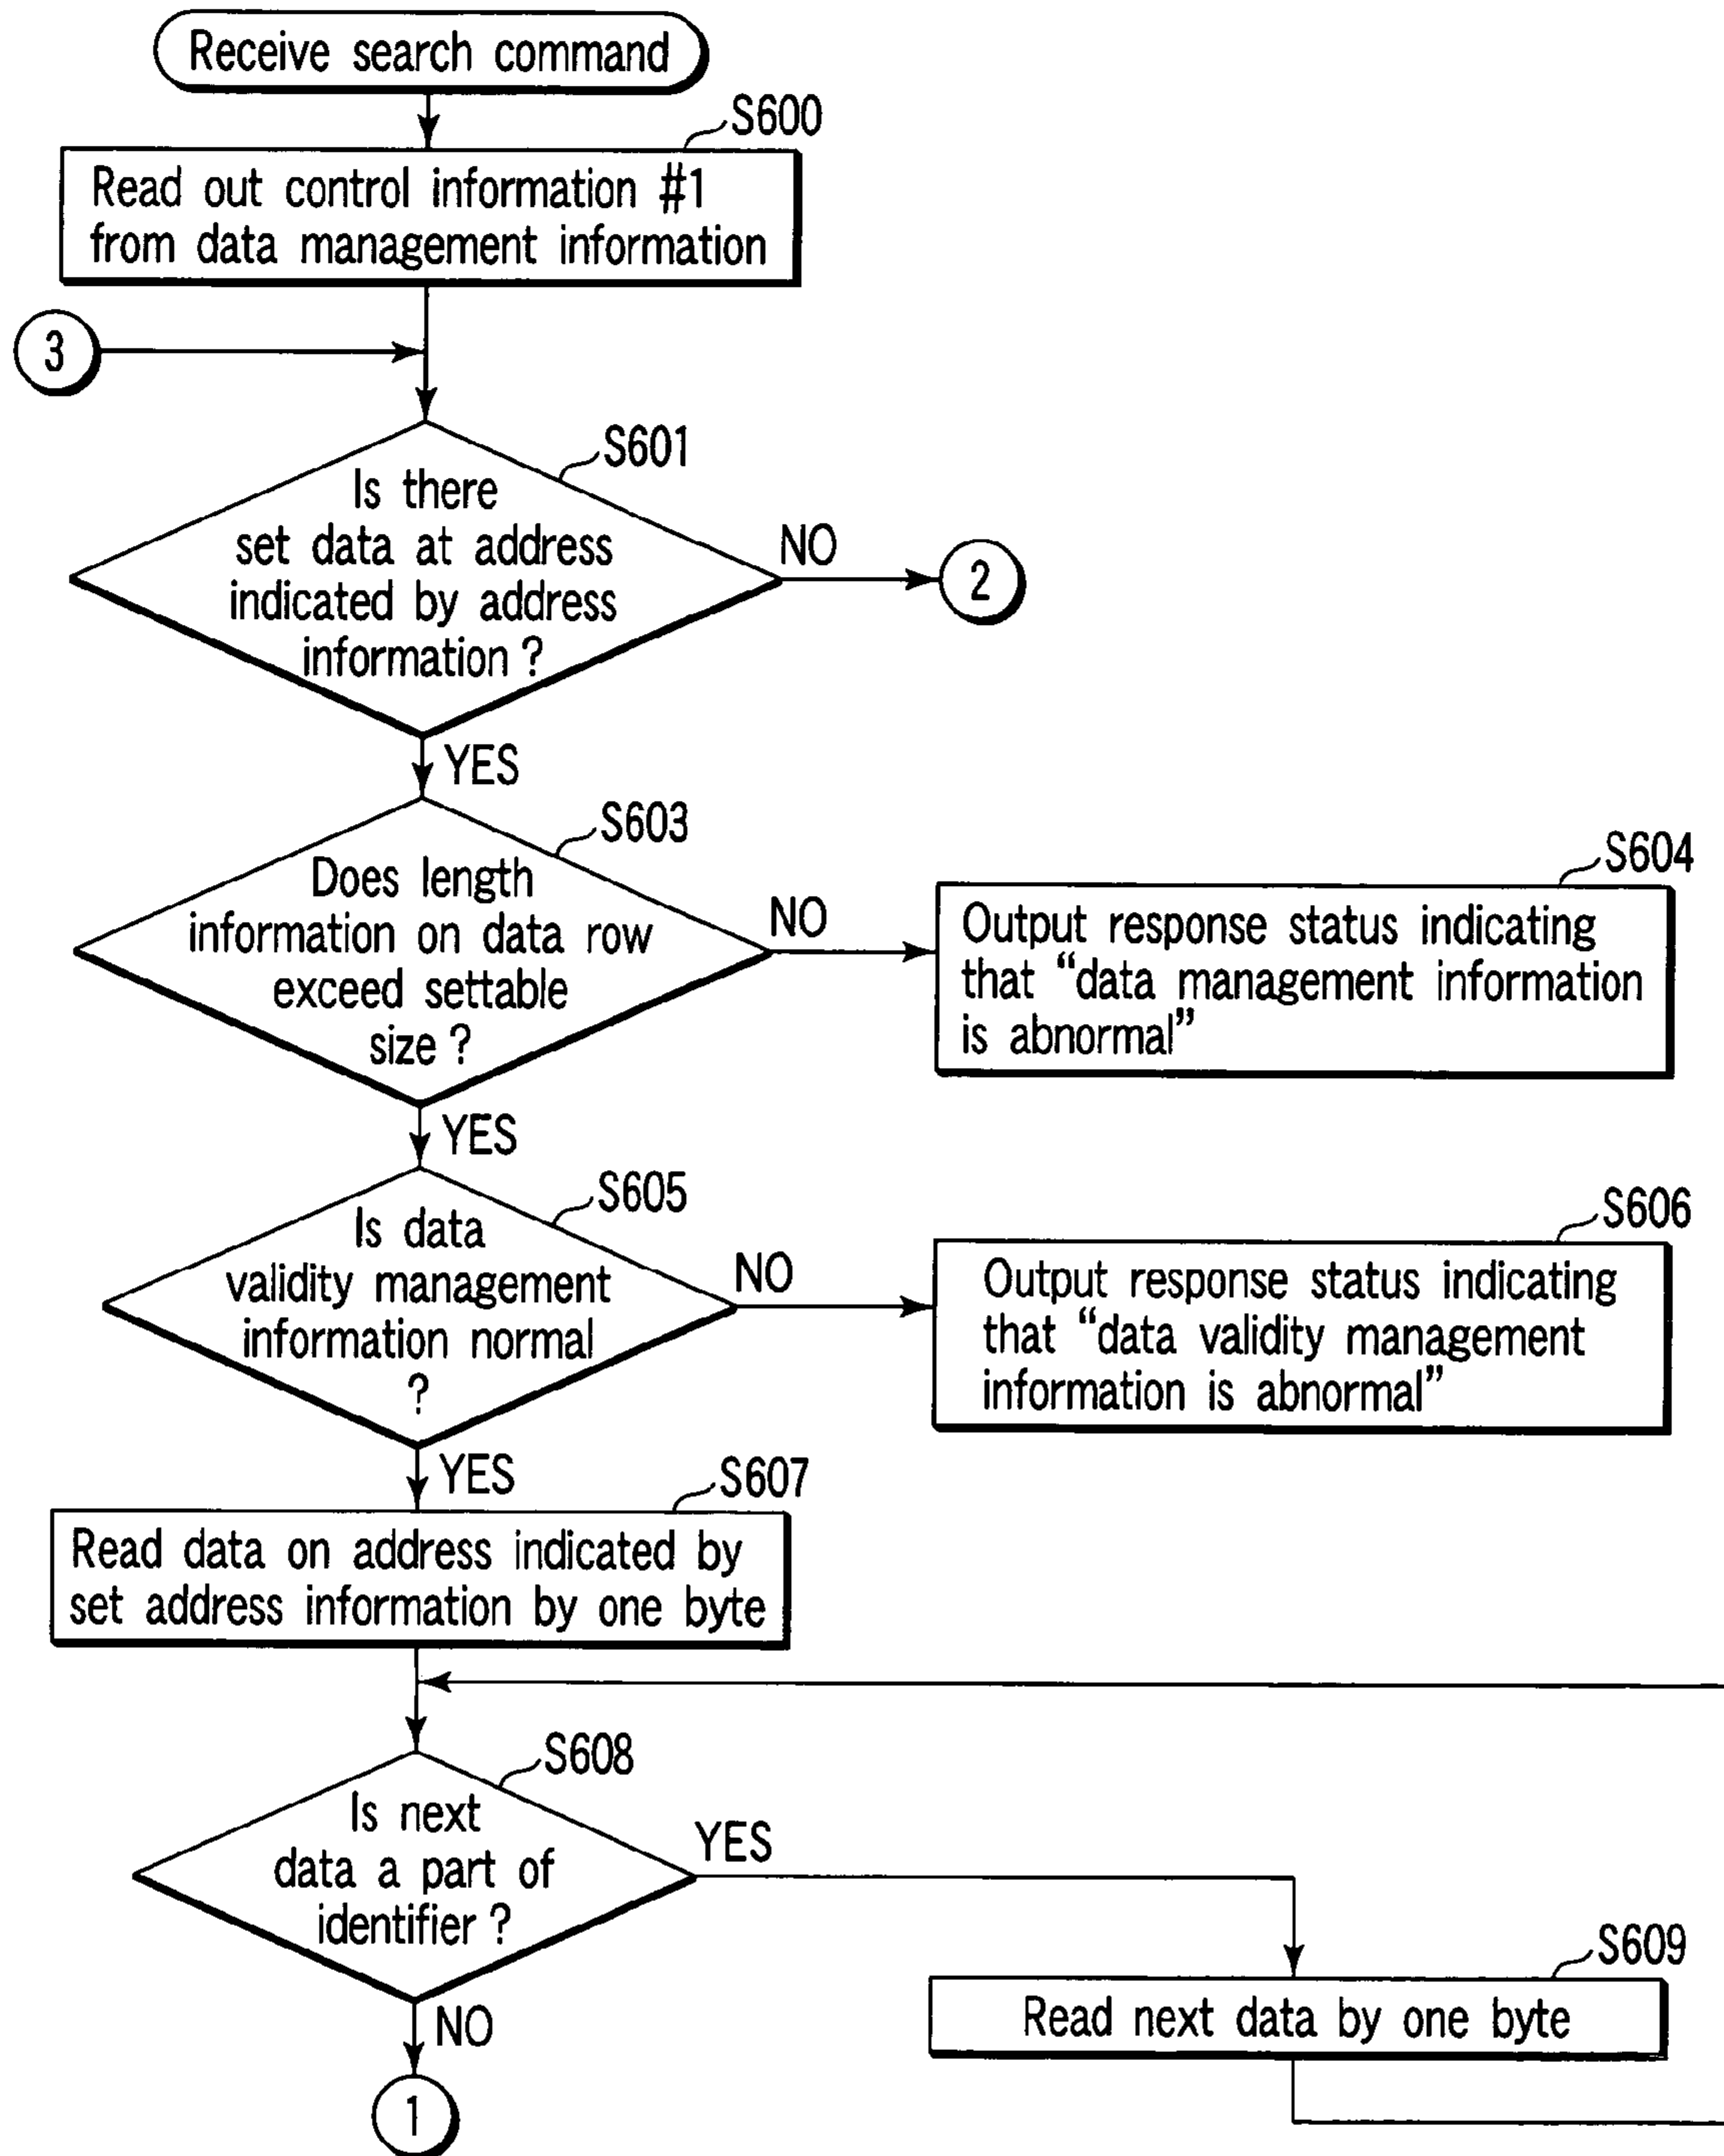 Receive search command
S600
Read out control information #1
from data management information
3
S601
Is there
set data at address
indicated by address
information ?
NO
2
YES
S603
Does length
information on data row
exceed settable
size ?
NO
S604
Output response status indicating
that “data management information
is abnormal”
YES
S605
Is data
validity management
information normal
?
NO
S606
Output response status indicating
that “data validity management
information is abnormal”
YES
S607
Read data on address indicated by
set address information by one byte
S608
Is next
data a part of
identifier ?
YES
S609
Read next data by one byte
NO
1